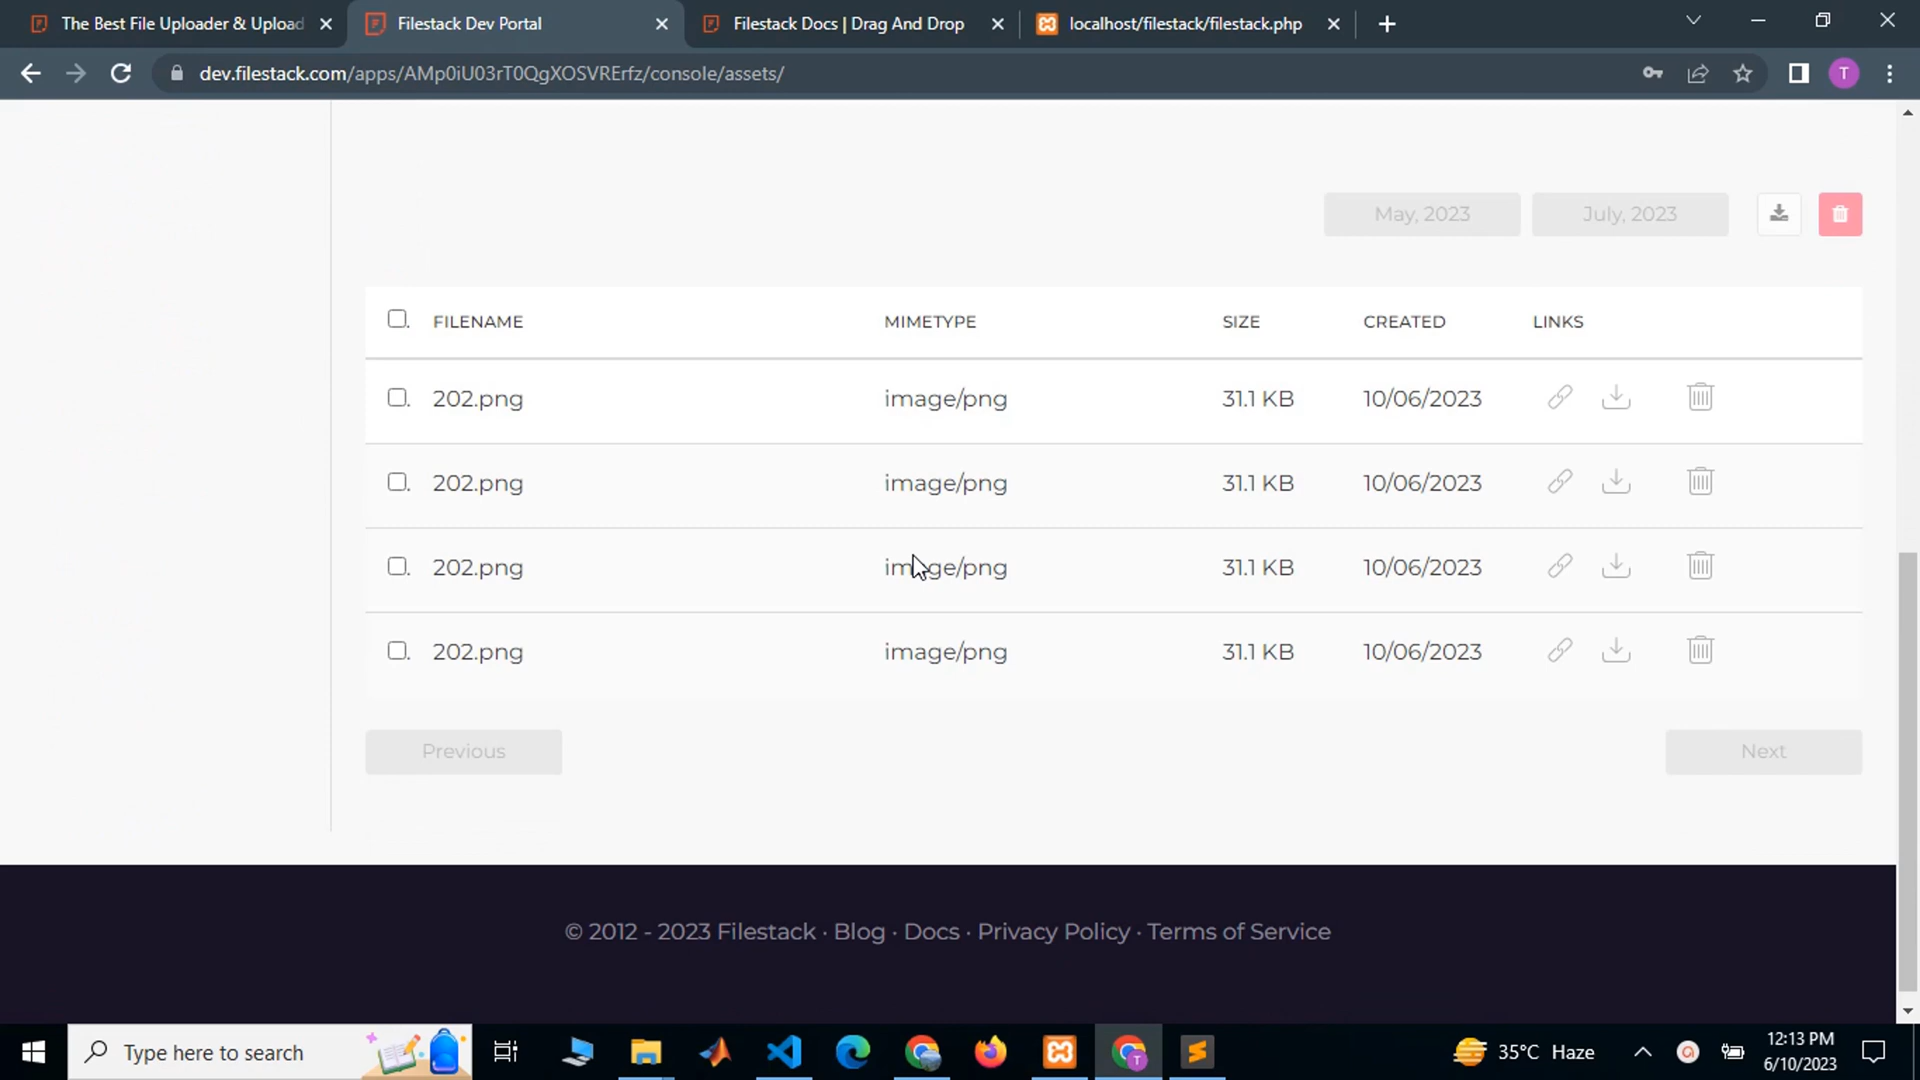 The Best File Uploader & Upload
Filestack Dev Portal
Filestack Docs | Drag And Drop
localhost/filestack/filestack.php
dev.filestack.com/apps/AMp0iU03rT0QgXOSVRErfz/console/assets/
T
May, 2023
July, 2023
FILENAME MIMETYPE SIZE CREATED LINKS
202.png image/png 31.1 KB 10/06/2023
202.png image/png 31.1 KB 10/06/2023
202.png image/png 31.1 KB 10/06/2023
202.png image/png 31.1 KB 10/06/2023
Previous
Next
© 2012 - 2023 Filestack · Blog · Docs · Privacy Policy · Terms of Service
Type here to search
T
35°C Haze
12:13 PM
6/10/2023